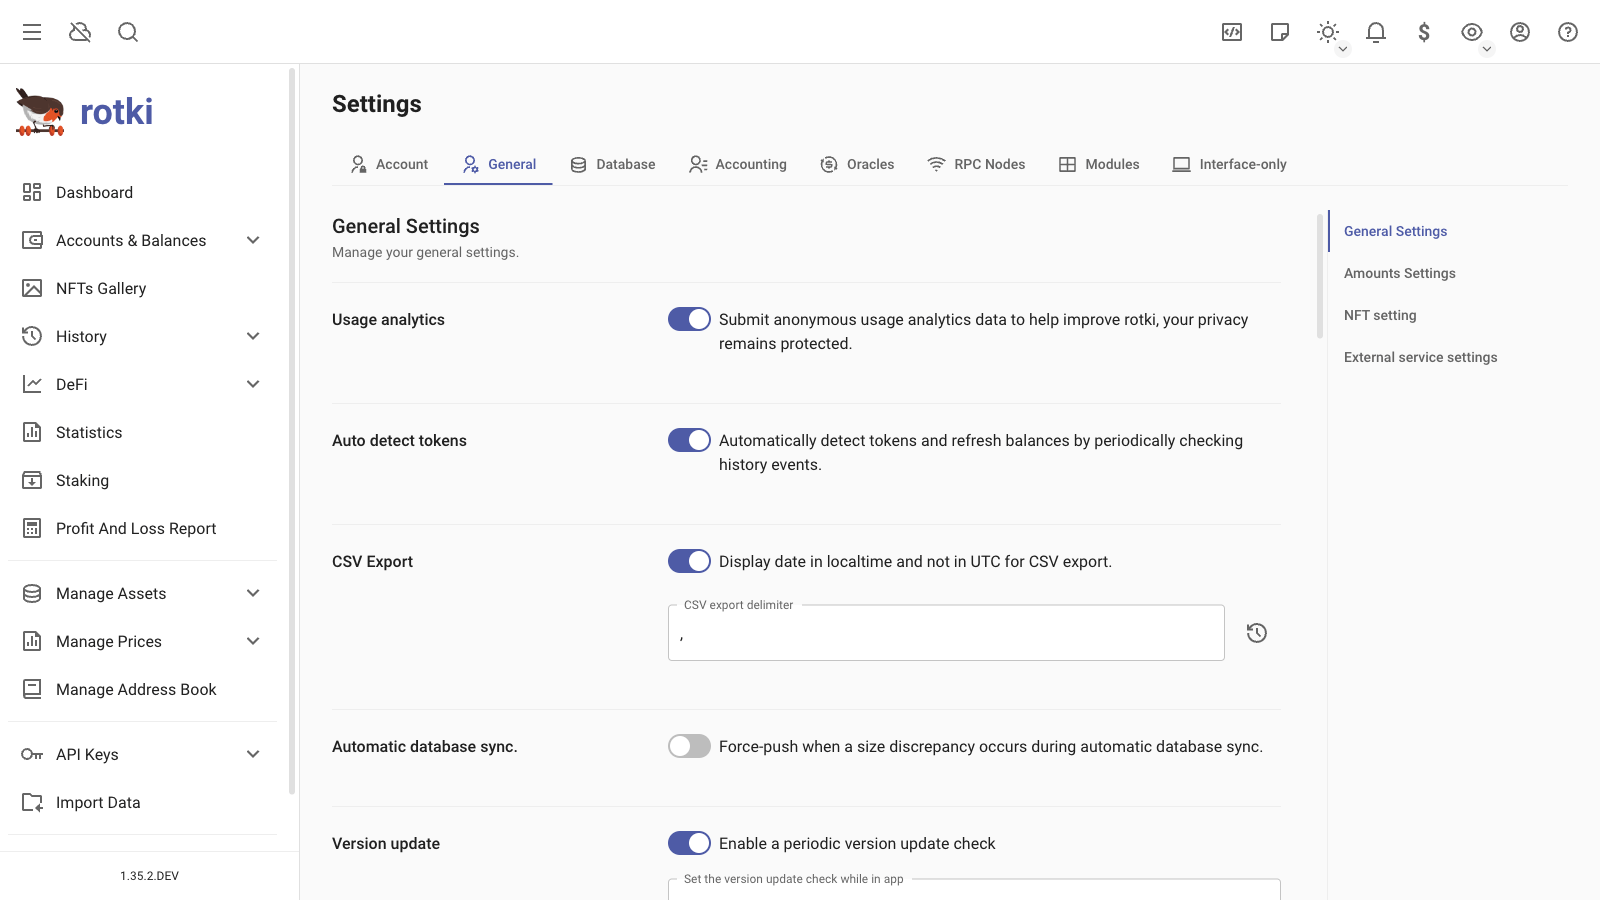 rotki
Dashboard
Accounts & Balances
NFTs Gallery
History
DeFi
Statistics
Staking
Profit And Loss Report
Manage Assets
Manage Prices
Manage Address Book
API Keys
Import Data
1.35.2.DEV
Settings
Account
General
Database
Accounting
Oracles
RPC Nodes
Modules
Interface-only
General Settings
Manage your general settings.
Usage analytics
Submit anonymous usage analytics data to help improve rotki, your privacy
remains protected.
Auto detect tokens
Automatically detect tokens and refresh balances by periodically checking
history events.
CSV Export
Display date in localtime and not in UTC for CSV export.
CSV export delimiter
,
Automatic database sync.
Force-push when a size discrepancy occurs during automatic database sync.
Version update
Enable a periodic version update check
Set the version update check while in app
General Settings
Amounts Settings
NFT setting
External service settings